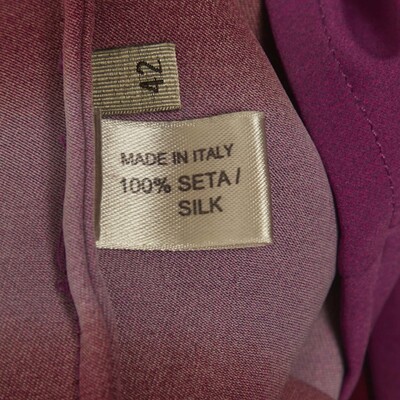 42
MADE IN ITALY
100% SETA /
SILK